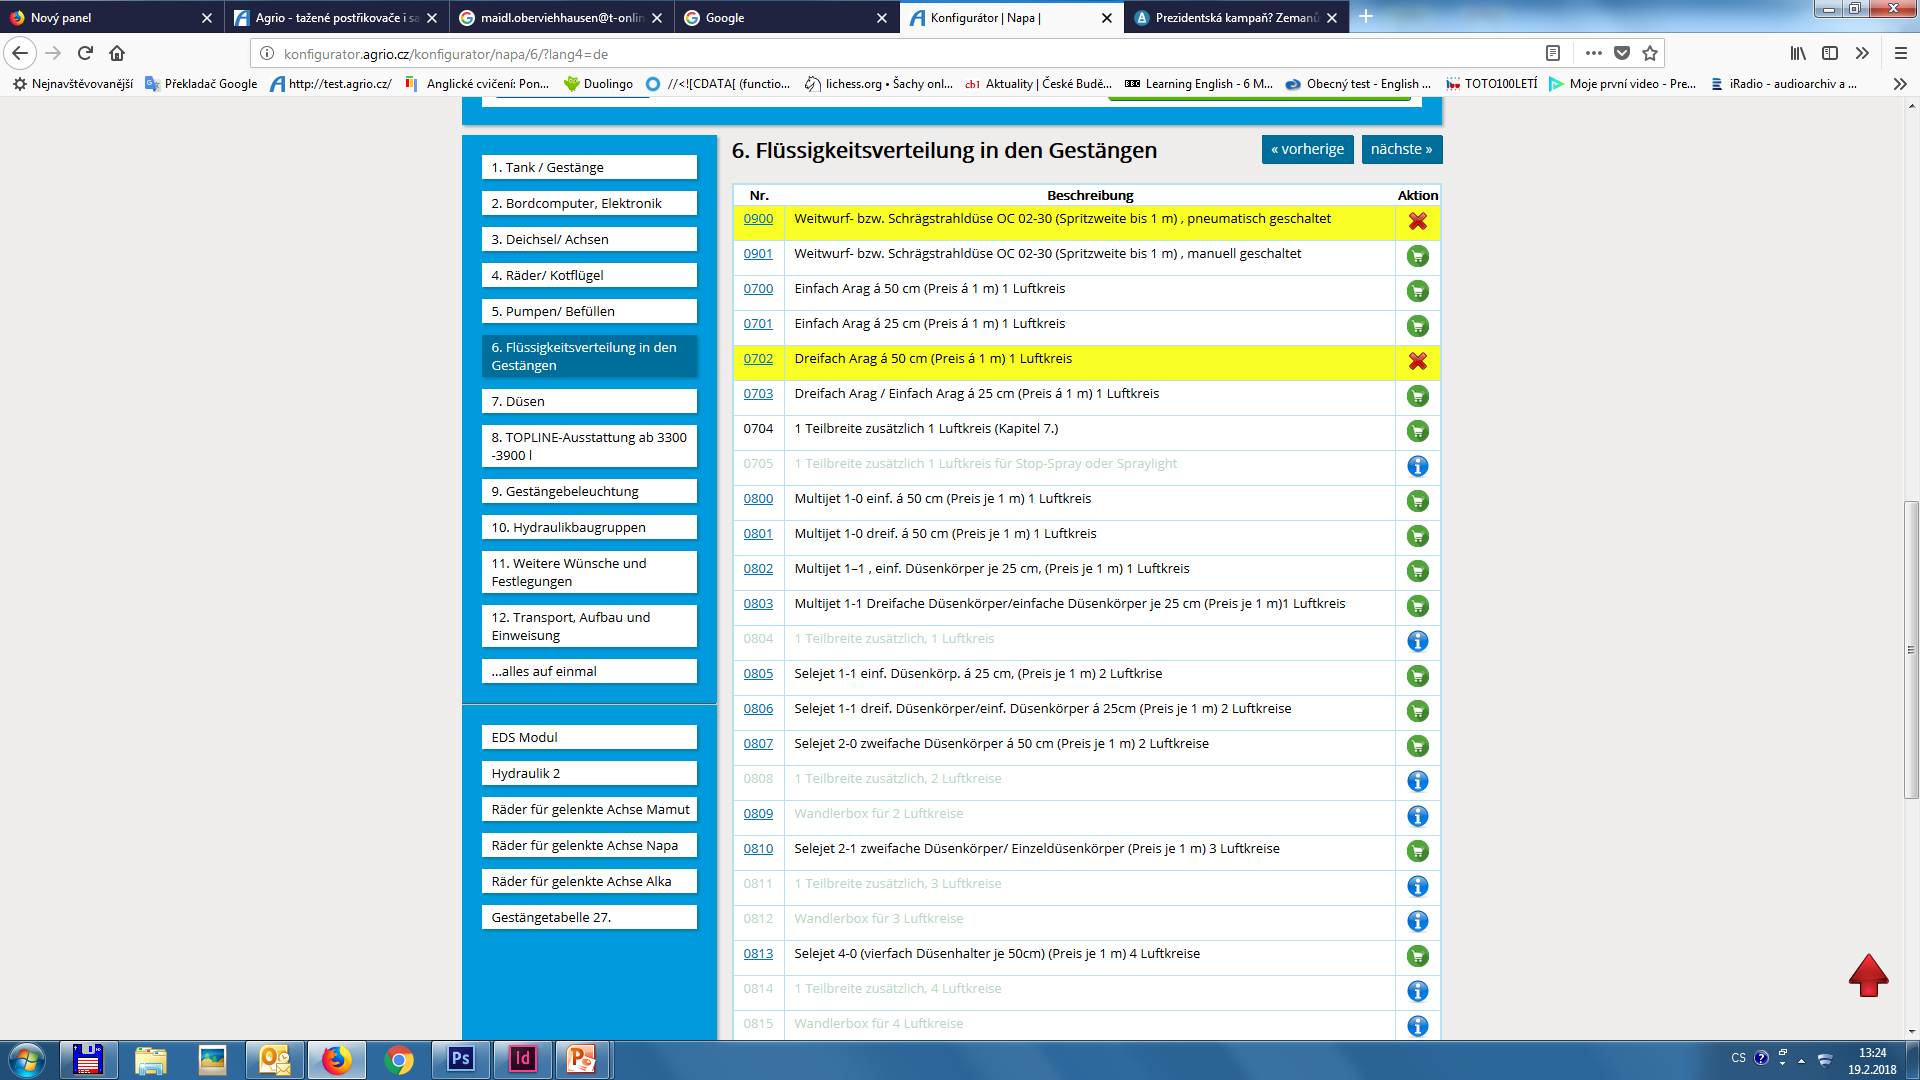 Nový panel
Agrio - tažené postřikovače i sa
maidl.oberviehhausen@t-onlin
Google
Konfigurátor | Napa |
Prezidentská kampaň? Zemanů
konfigurator.agrio.cz/konfigurator/napa/6/?lang4=de
Nejnavštěvovanější
Překladač Google
http://test.agrio.cz/
Anglické cvičení: Pon...
Duolingo
//<![CDATA[ (functio...
lichess.org • Šachy onl...
cb1 Aktuality | České Budě...
BBC Learning English - 6 M...
Obecný test - English ...
TOTO100LETÍ
Moje první video - Pre...
iRadio - audioarchiv a ...
1. Tank / Gestänge
2. Bordcomputer, Elektronik
3. Deichsel/ Achsen
4. Räder/ Kotflügel
5. Pumpen/ Befüllen
6. Flüssigkeitsverteilung in den
Gestängen
7. Düsen
8. TOPLINE-Ausstattung ab 3300
-3900 l
9. Gestängebeleuchtung
10. Hydraulikbaugruppen
11. Weitere Wünsche und
Festlegungen
12. Transport, Aufbau und
Einweisung
...alles auf einmal
EDS Modul
Hydraulik 2
Räder für gelenkte Achse Mamut
Räder für gelenkte Achse Napa
Räder für gelenkte Achse Alka
Gestängetabelle 27.
6. Flüssigkeitsverteilung in den Gestängen
« vorherige
nächste »
Nr. Beschreibung Aktion
0900 Weitwurf- bzw. Schrägstrahldüse OC 02-30 (Spritzweite bis 1 m) , pneumatisch geschaltet
0901 Weitwurf- bzw. Schrägstrahldüse OC 02-30 (Spritzweite bis 1 m) , manuell geschaltet
0700 Einfach Arag á 50 cm (Preis á 1 m) 1 Luftkreis
0701 Einfach Arag á 25 cm (Preis á 1 m) 1 Luftkreis
0702 Dreifach Arag á 50 cm (Preis á 1 m) 1 Luftkreis
0703 Dreifach Arag / Einfach Arag á 25 cm (Preis á 1 m) 1 Luftkreis
0704 1 Teilbreite zusätzlich 1 Luftkreis (Kapitel 7.)
0705 1 Teilbreite zusätzlich 1 Luftkreis für Stop-Spray oder Spraylight
0800 Multijet 1-0 einf. á 50 cm (Preis je 1 m) 1 Luftkreis
0801 Multijet 1-0 dreif. á 50 cm (Preis je 1 m) 1 Luftkreis
0802 Multijet 1–1 , einf. Düsenkörper je 25 cm, (Preis je 1 m) 1 Luftkreis
0803 Multijet 1-1 Dreifache Düsenkörper/einfache Düsenkörper je 25 cm (Preis je 1 m)1 Luftkreis
0804 1 Teilbreite zusätzlich, 1 Luftkreis
0805 Selejet 1-1 einf. Düsenkörp. á 25 cm, (Preis je 1 m) 2 Luftkrise
0806 Selejet 1-1 dreif. Düsenkörper/einf. Düsenkörper á 25cm (Preis je 1 m) 2 Luftkreise
0807 Selejet 2-0 zweifache Düsenkörper á 50 cm (Preis je 1 m) 2 Luftkreise
0808 1 Teilbreite zusätzlich, 2 Luftkreise
0809 Wandlerbox für 2 Luftkreise
0810 Selejet 2-1 zweifache Düsenkörper/ Einzeldüsenkörper (Preis je 1 m) 3 Luftkreise
0811 1 Teilbreite zusätzlich, 3 Luftkreise
0812 Wandlerbox für 3 Luftkreise
0813 Selejet 4-0 (vierfach Düsenhalter je 50cm) (Preis je 1 m) 4 Luftkreise
0814 1 Teilbreite zusätzlich, 4 Luftkreise
0815 Wandlerbox für 4 Luftkreise
Ps
Id
CS
13:24
19.2.2018